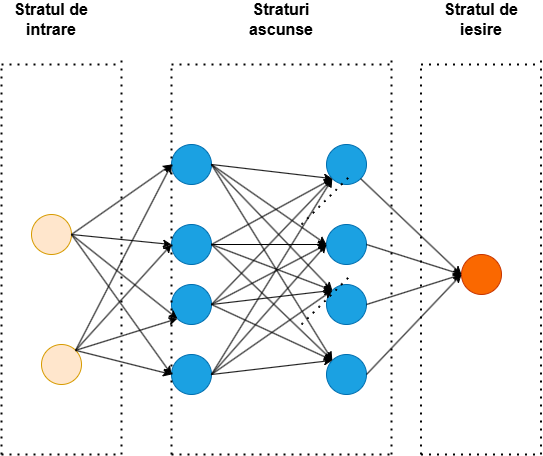 Stratul de
intrare
Straturi
ascunse
Stratul de
iesire